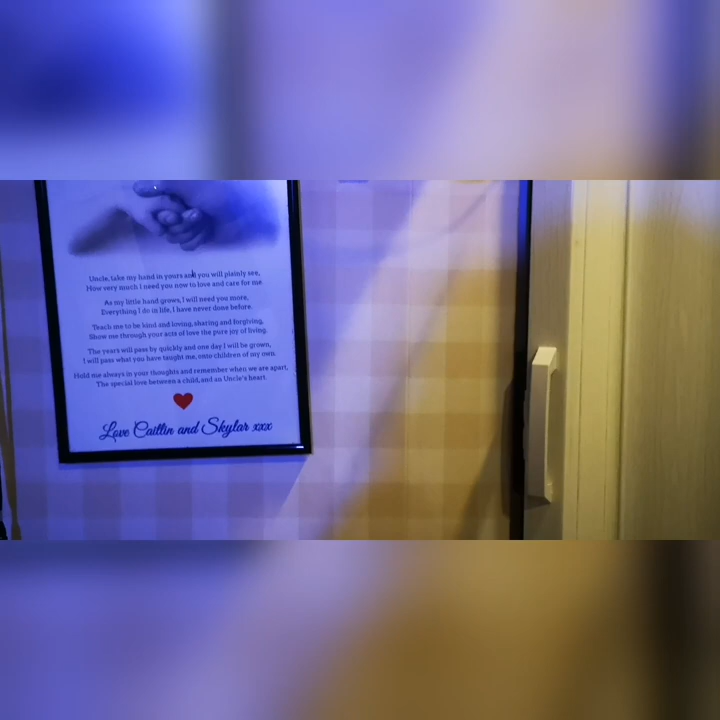 Uncle, take my hand in yours and you will plainly see,
How very much I need you now to love and care for me.
As my little hand grows, I will need you more,
Everything I do in life, I have never done before.
Teach me to be kind and loving, sharing and forgiving,
Show me through your acts of love the pure joy of living.
The years will pass by quickly and one day I will be grown,
I will pass what you have taught me, onto children of my own.
Hold me always in your thoughts and remember when we are apart,
The special love between a child, and an Uncle's heart.
Love Caitlin and Skylar xxx